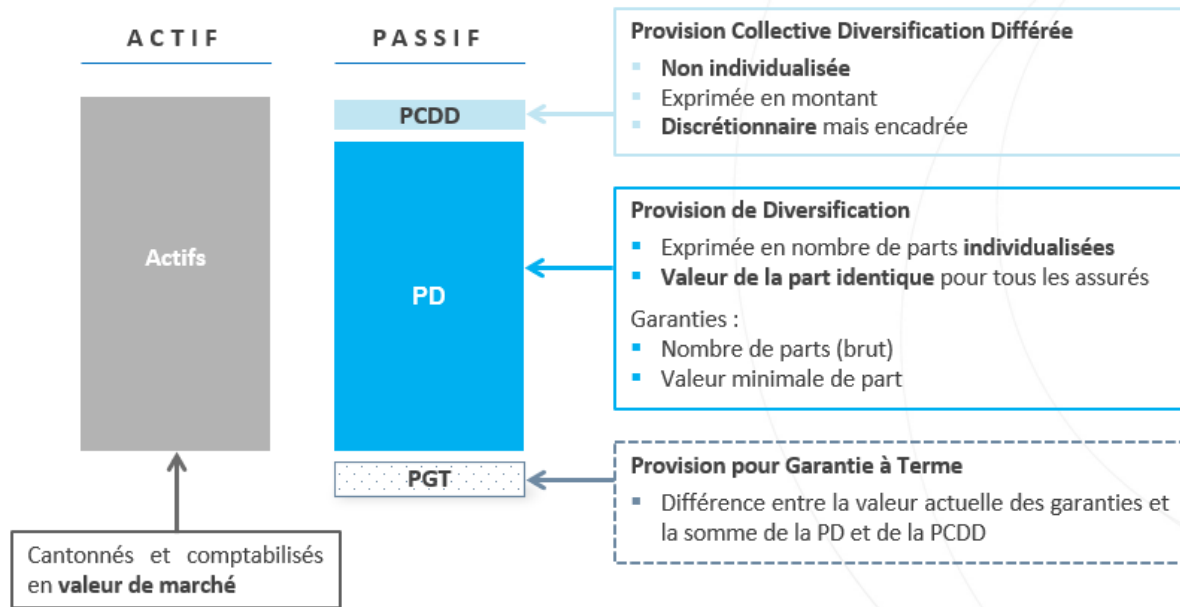 ACTIF
PASSIF
Actifs
Cantonnés et comptabilisés
en valeur de marché
PCDD
PD
PGT
Provision Collective Diversification Différée
▪ Non individualisée
▪ Exprimée en montant
▪ Discrétionnaire mais encadrée
Provision de Diversification
▪ Exprimée en nombre de parts individualisées
▪ Valeur de la part identique pour tous les assurés
Garanties :
▪ Nombre de parts (brut)
▪ Valeur minimale de part
Provision pour Garantie à Terme
▪ Différence entre la valeur actuelle des garanties et
la somme de la PD et de la PCDD